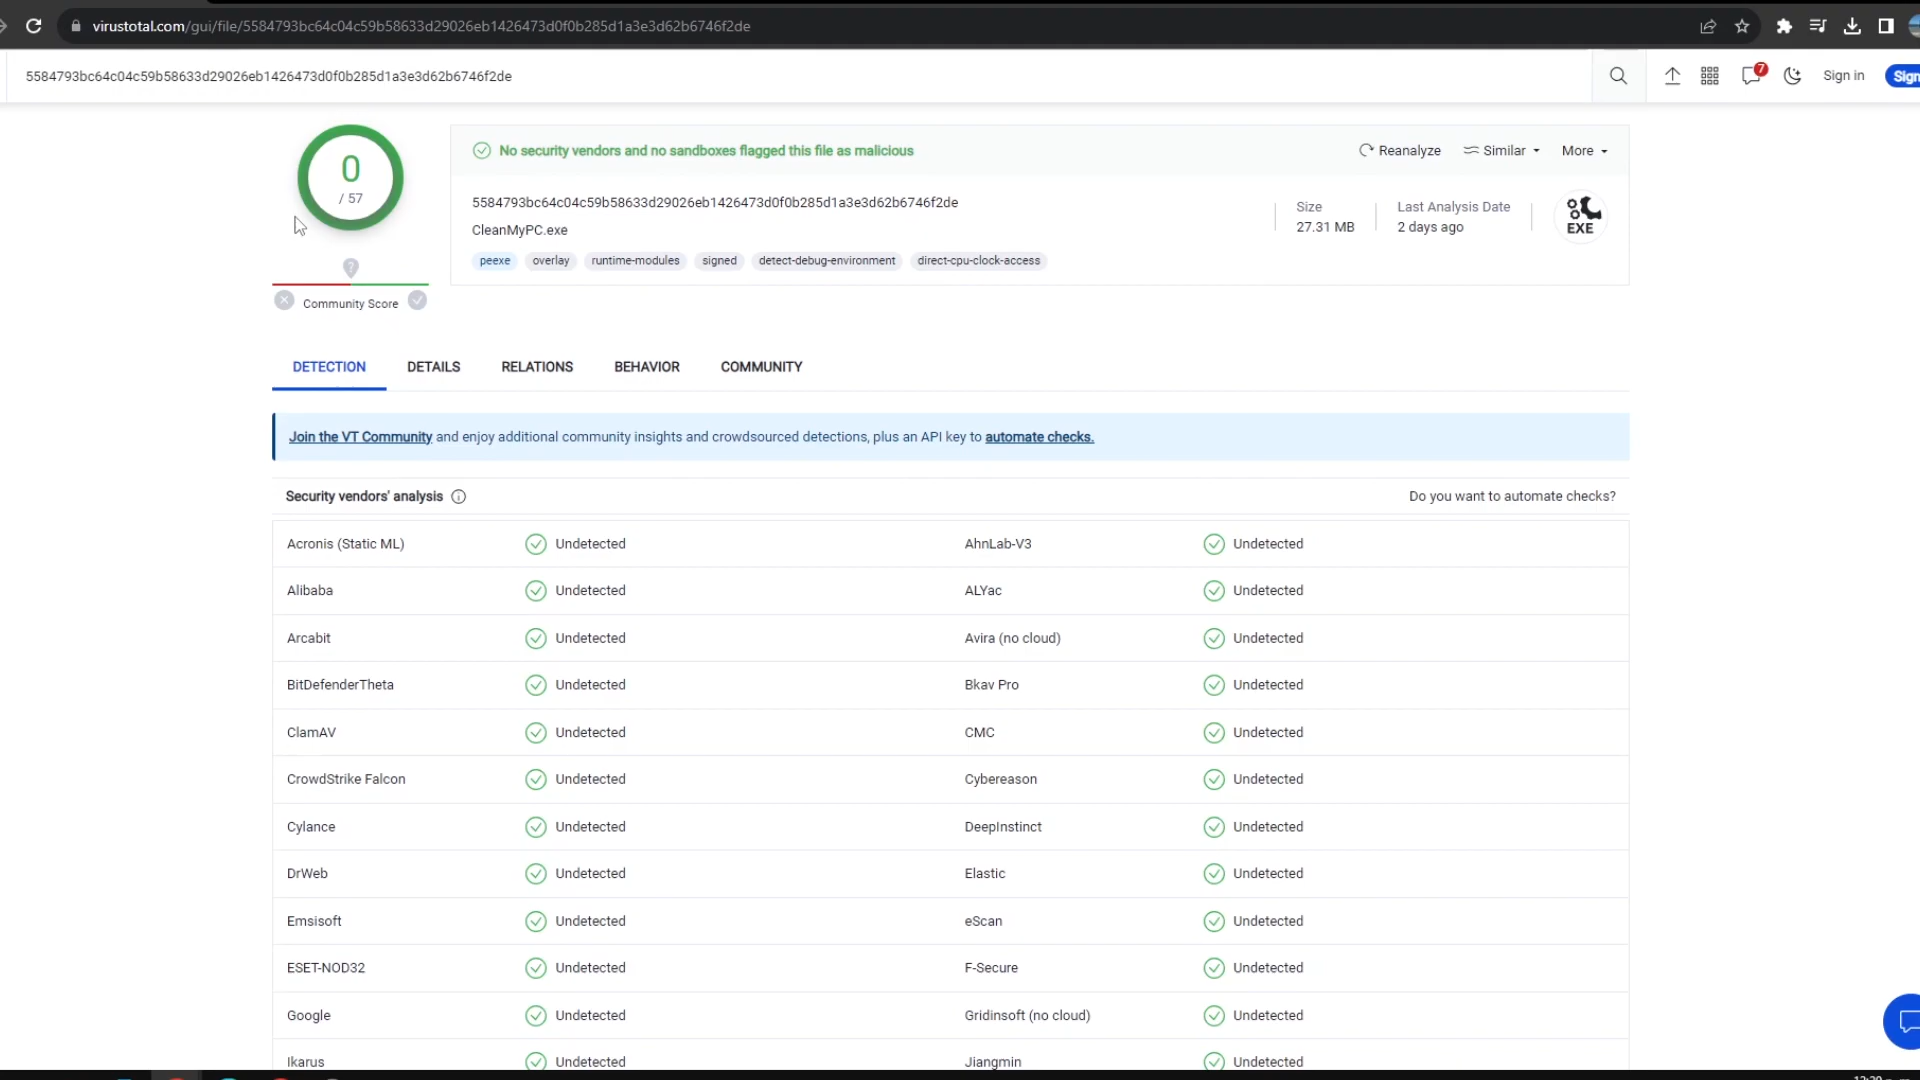 virustotal.com/gui/file/5584793bc64c04c59b58633d29026eb1426473d0f0b285d1a3e3d62b6746f2de
5584793bc64c04c59b58633d29026eb1426473d0f0b285d1a3e3d62b6746f2de
7
Sign in
Sign
0
/ 57
Community Score
No security vendors and no sandboxes flagged this file as malicious
Reanalyze
Similar
More
5584793bc64c04c59b58633d29026eb1426473d0f0b285d1a3e3d62b6746f2de
CleanMyPC.exe
peexe overlay runtime-modules signed detect-debug-environment direct-cpu-clock-access
Size
27.31 MB
Last Analysis Date
2 days ago
EXE
DETECTION DETAILS RELATIONS BEHAVIOR COMMUNITY
Join the VT Community and enjoy additional community insights and crowdsourced detections, plus an API key to automate checks.
Security vendors' analysis
Do you want to automate checks?
Acronis (Static ML) Undetected AhnLab-V3 Undetected
Alibaba Undetected ALYac Undetected
Arcabit Undetected Avira (no cloud) Undetected
BitDefenderTheta Undetected Bkav Pro Undetected
ClamAV Undetected CMC Undetected
CrowdStrike Falcon Undetected Cybereason Undetected
Cylance Undetected DeepInstinct Undetected
DrWeb Undetected Elastic Undetected
Emsisoft Undetected eScan Undetected
ESET-NOD32 Undetected F-Secure Undetected
Google Undetected Gridinsoft (no cloud) Undetected
Ikarus Undetected Jiangmin Undetected